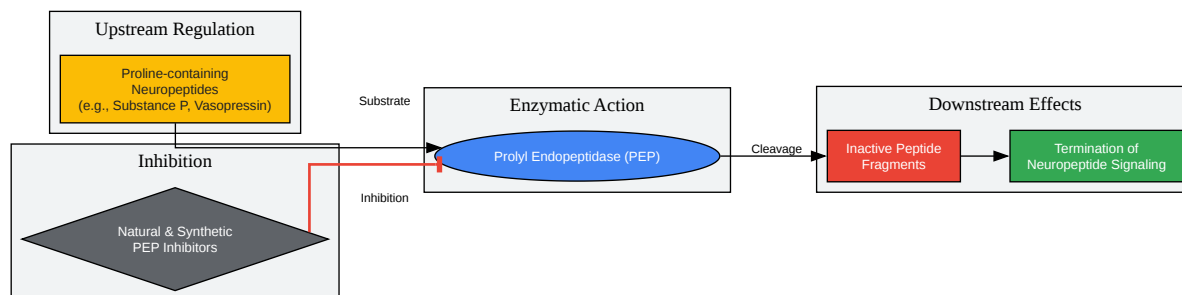 Upstream Regulation
Proline-containing
Neuropeptides
(e.g., Substance P, Vasopressin)
Inhibition
Natural & Synthetic
PEP Inhibitors
Substrate
Inhibition
Enzymatic Action
Prolyl Endopeptidase (PEP)
Cleavage
Downstream Effects
Inactive Peptide
Fragments
Termination of
Neuropeptide Signaling